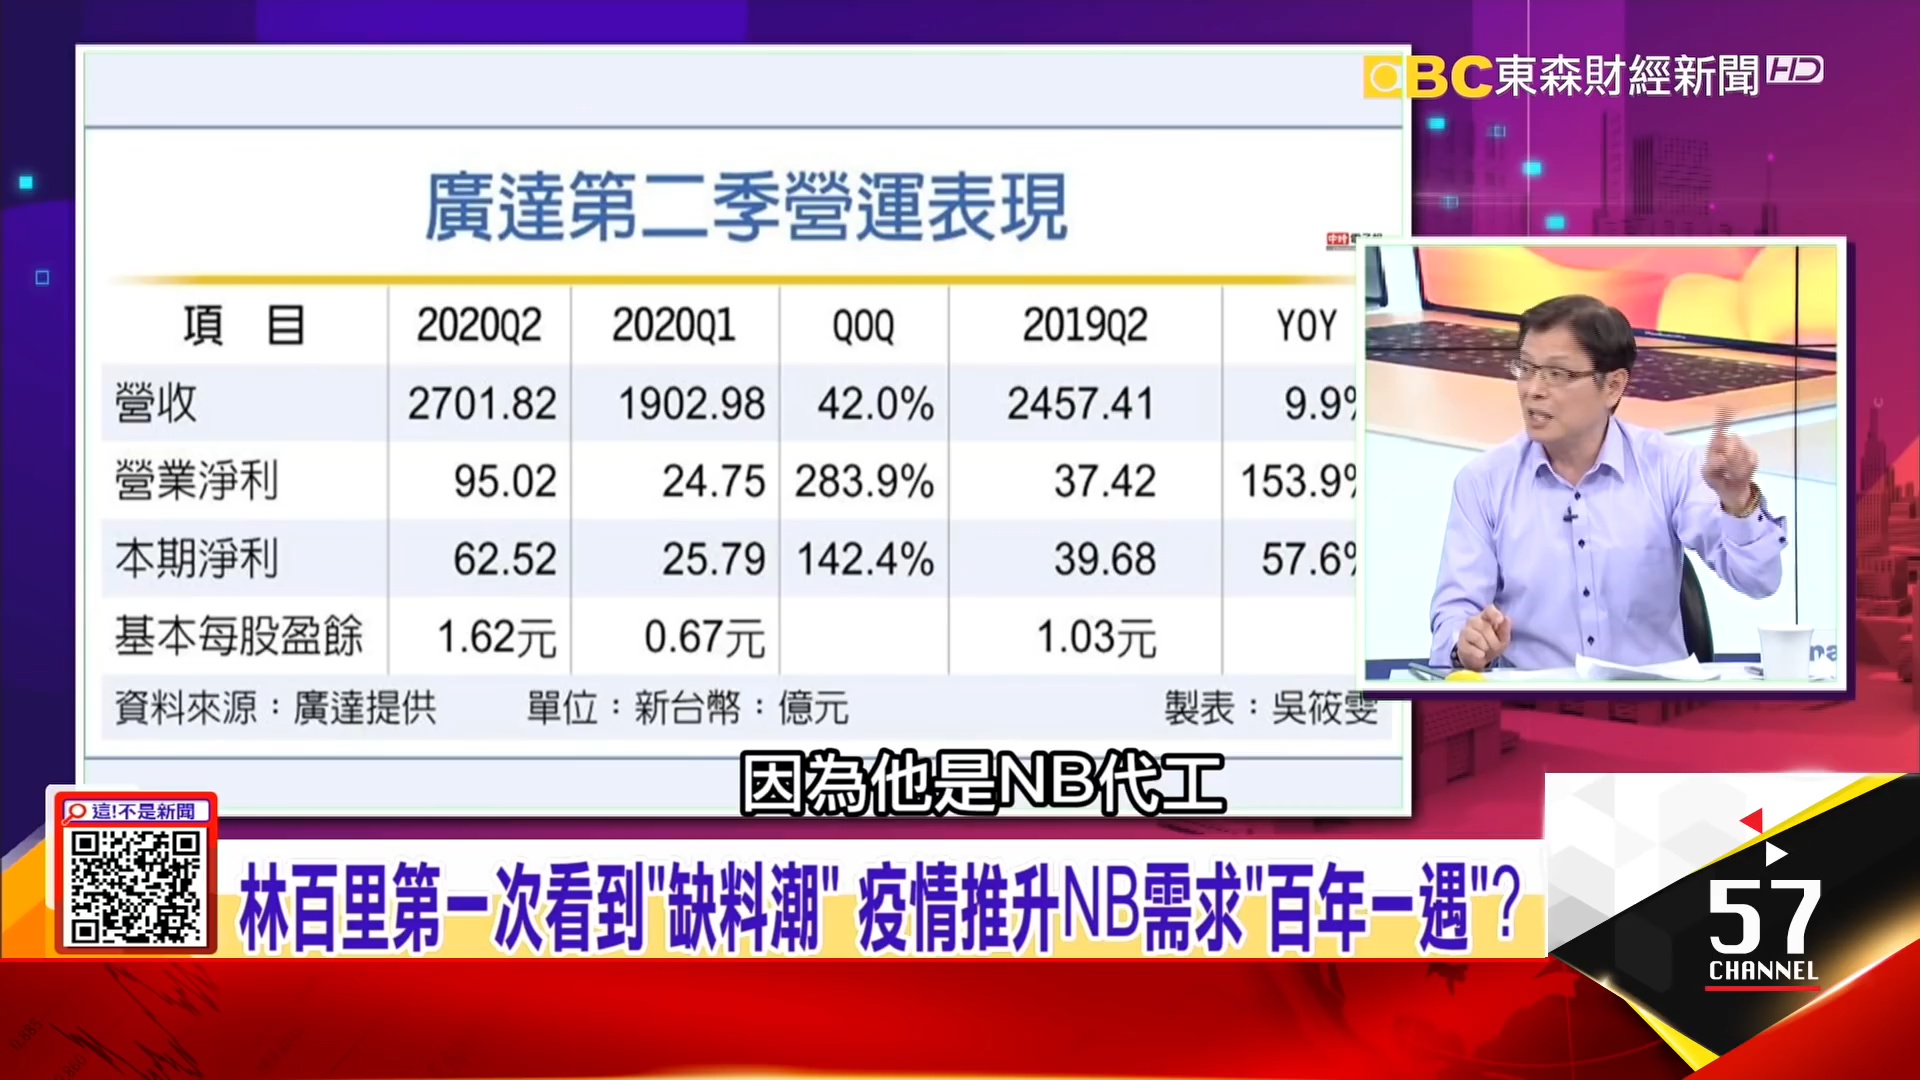 EBC東森財經新聞HD
廣達第二季營運表現
項 目 2020Q2 2020Q1 QOQ 2019Q2 YOY
營收 2701.82 1902.98 42.0% 2457.41 9.9%
營業淨利 95.02 24.75 283.9% 37.42 153.9%
本期淨利 62.52 25.79 142.4% 39.68 57.6%
基本每股盈餘 1.62元 0.67元 1.03元
資料來源：廣達提供 單位：新台幣：億元 製表：吳筱雯
因為他是NB代工
這!不是新聞
林百里第一次看到"缺料潮" 疫情推升NB需求"百年一遇"?
57
CHANNEL